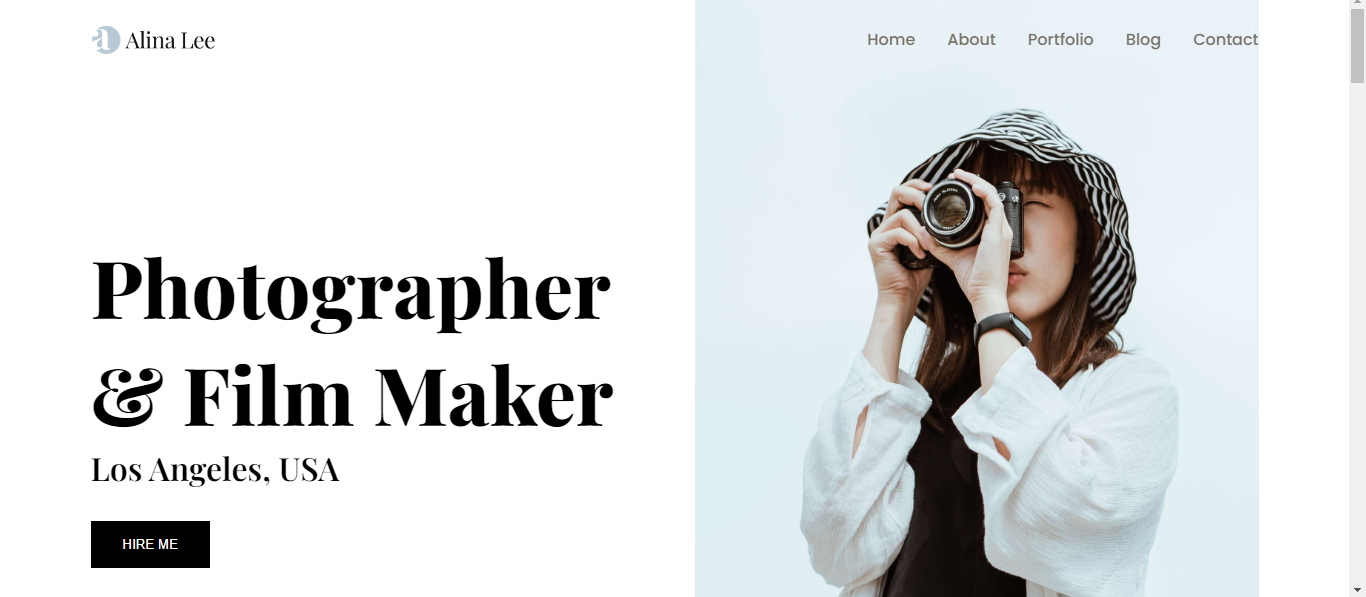 Alina Lee
Home About Portfolio Blog Contact
Photographer
& Film Maker
Los Angeles, USA
HIRE ME